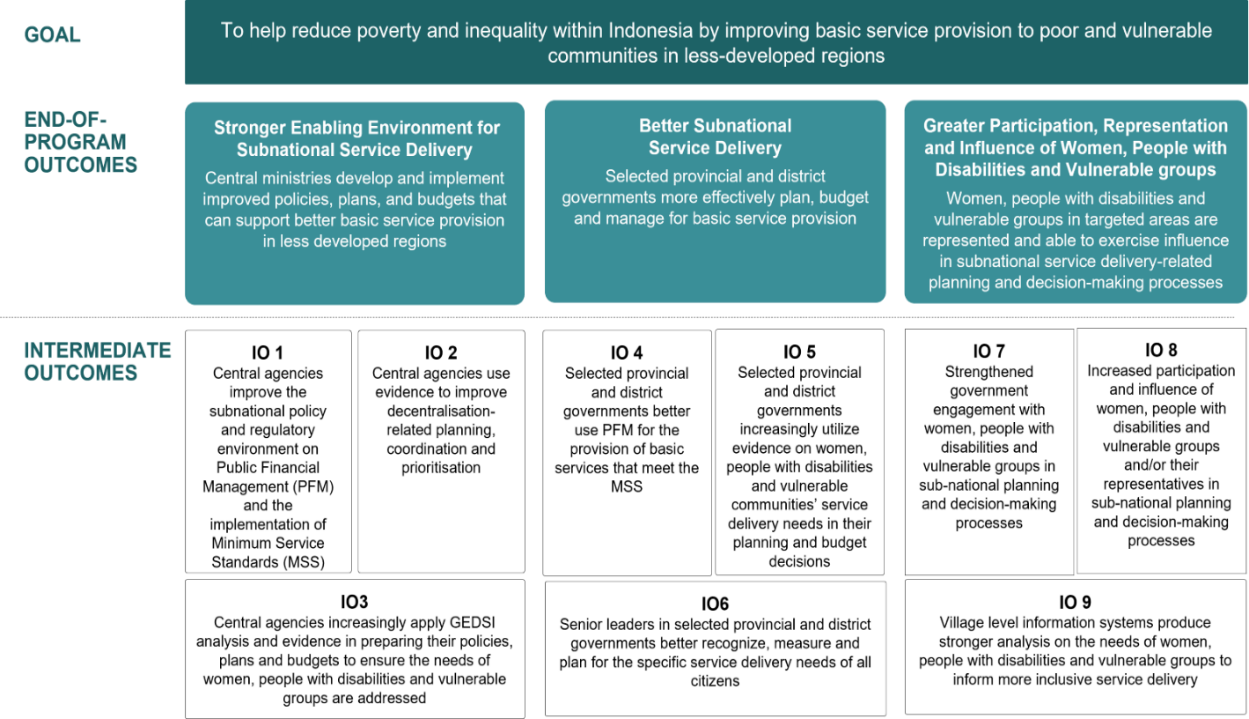 GOAL
To help reduce poverty and inequality within Indonesia by improving basic service provision to poor and vulnerable
communities in less-developed regions
END-OF-
PROGRAM
OUTCOMES
Stronger Enabling Environment for
Subnational Service Delivery
Central ministries develop and implement
improved policies, plans, and budgets that
can support better basic service provision
in less developed regions
Better Subnational
Service Delivery
Selected provincial and district
governments more effectively plan, budget
and manage for basic service provision
Greater Participation, Representation
and Influence of Women, People with
Disabilities and Vulnerable groups
Women, people with disabilities and
vulnerable groups in targeted areas are
represented and able to exercise influence
in subnational service delivery-related
planning and decision-making processes
INTERMEDIATE
OUTCOMES
IO 1
Central agencies
improve the
subnational policy
and regulatory
environment on
Public Financial
Management (PFM)
and the
implementation of
Minimum Service
Standards (MSS)
IO 2
Central agencies use
evidence to improve
decentralisation-
related planning,
coordination and
prioritisation
IO3
Central agencies increasingly apply GEDSI
analysis and evidence in preparing their policies,
plans and budgets to ensure the needs of
women, people with disabilities and vulnerable
groups are addressed
IO 4
Selected provincial
and district
governments better
use PFM for the
provision of basic
services that meet the
MSS
IO 5
Selected provincial
and district
governments
increasingly utilize
evidence on women,
people with disabilities
and vulnerable
communities' service
delivery needs in their
planning and budget
decisions
IO6
Senior leaders in selected provincial and district
governments better recognize, measure and
plan for the specific service delivery needs of all
citizens
IO 7
Strengthened
government
engagement with
women, people with
disabilities and
vulnerable groups in
sub-national planning
and decision-making
processes
IO 8
Increased participation
and influence of
women, people with
disabilities and
vulnerable groups
and/or their
representatives in
sub-national planning
and decision-making
processes
IO 9
Village level information systems produce
stronger analysis on the needs of women,
people with disabilities and vulnerable groups to
inform more inclusive service delivery